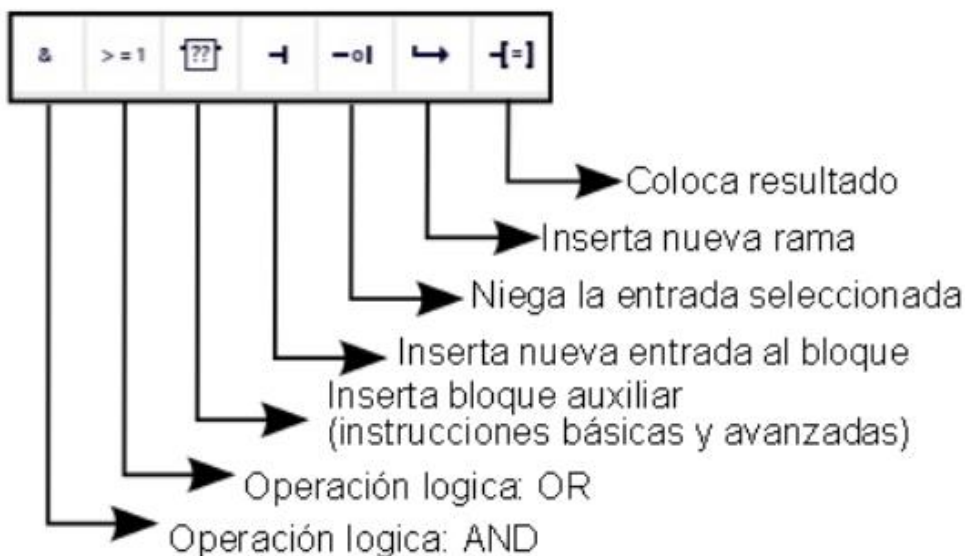 & >=1 ?? [=]
Coloca resultado
Inserta nueva rama
Niega la entrada seleccionada
Inserta nueva entrada al bloque
Inserta bloque auxiliar
(instrucciones básicas y avanzadas)
Operación logica: OR
Operación logica: AND